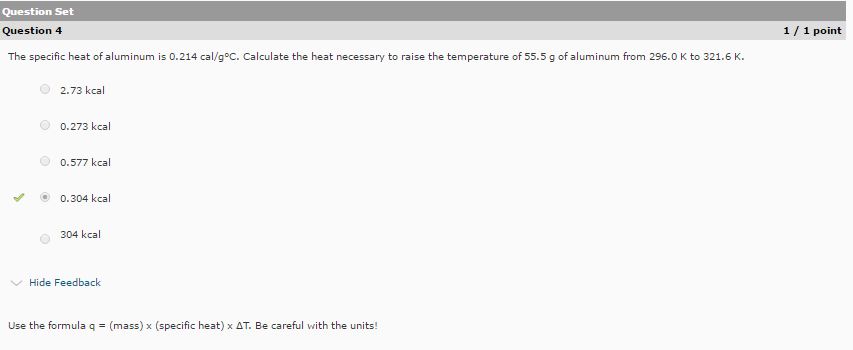 Question Set
Question 4 1 / 1 point
The specific heat of aluminum is 0.214 cal/gºC. Calculate the heat necessary to raise the temperature of 55.5 g of aluminum from 296.0 K to 321.6 K.
2.73 kcal
0.273 kcal
0.577 kcal
0.304 kcal
304 kcal
Hide Feedback
Use the formula q = (mass) x (specific heat) x ΔT. Be careful with the units!